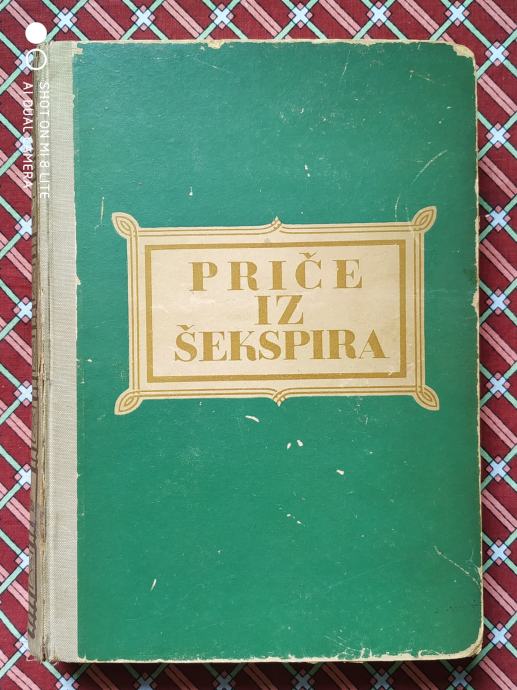 PRIČE
IZ
ŠEKSPIRA
SHOT ON MI 8 LITE
AI DUAL CAMERA